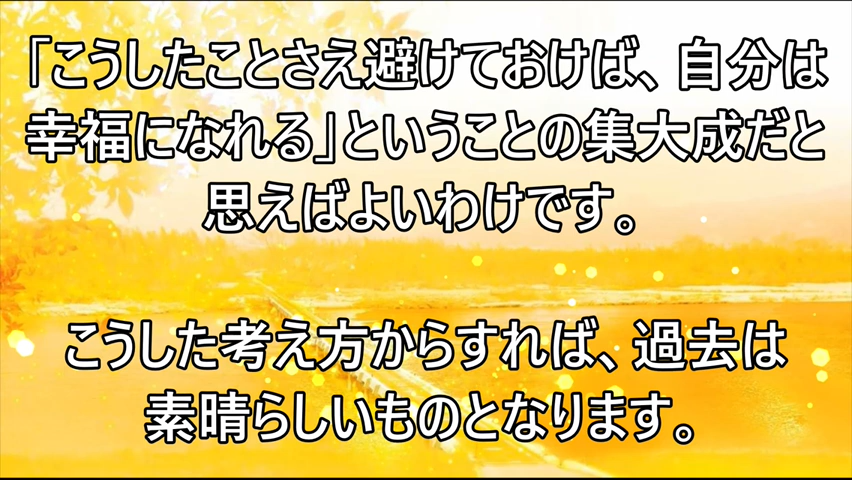 「こうしたことさえ避けておけば、自分は
幸福になれる」ということの集大成だと
思えばよいわけです。
こうした考え方からすれば、過去は
素晴らしいものとなります。